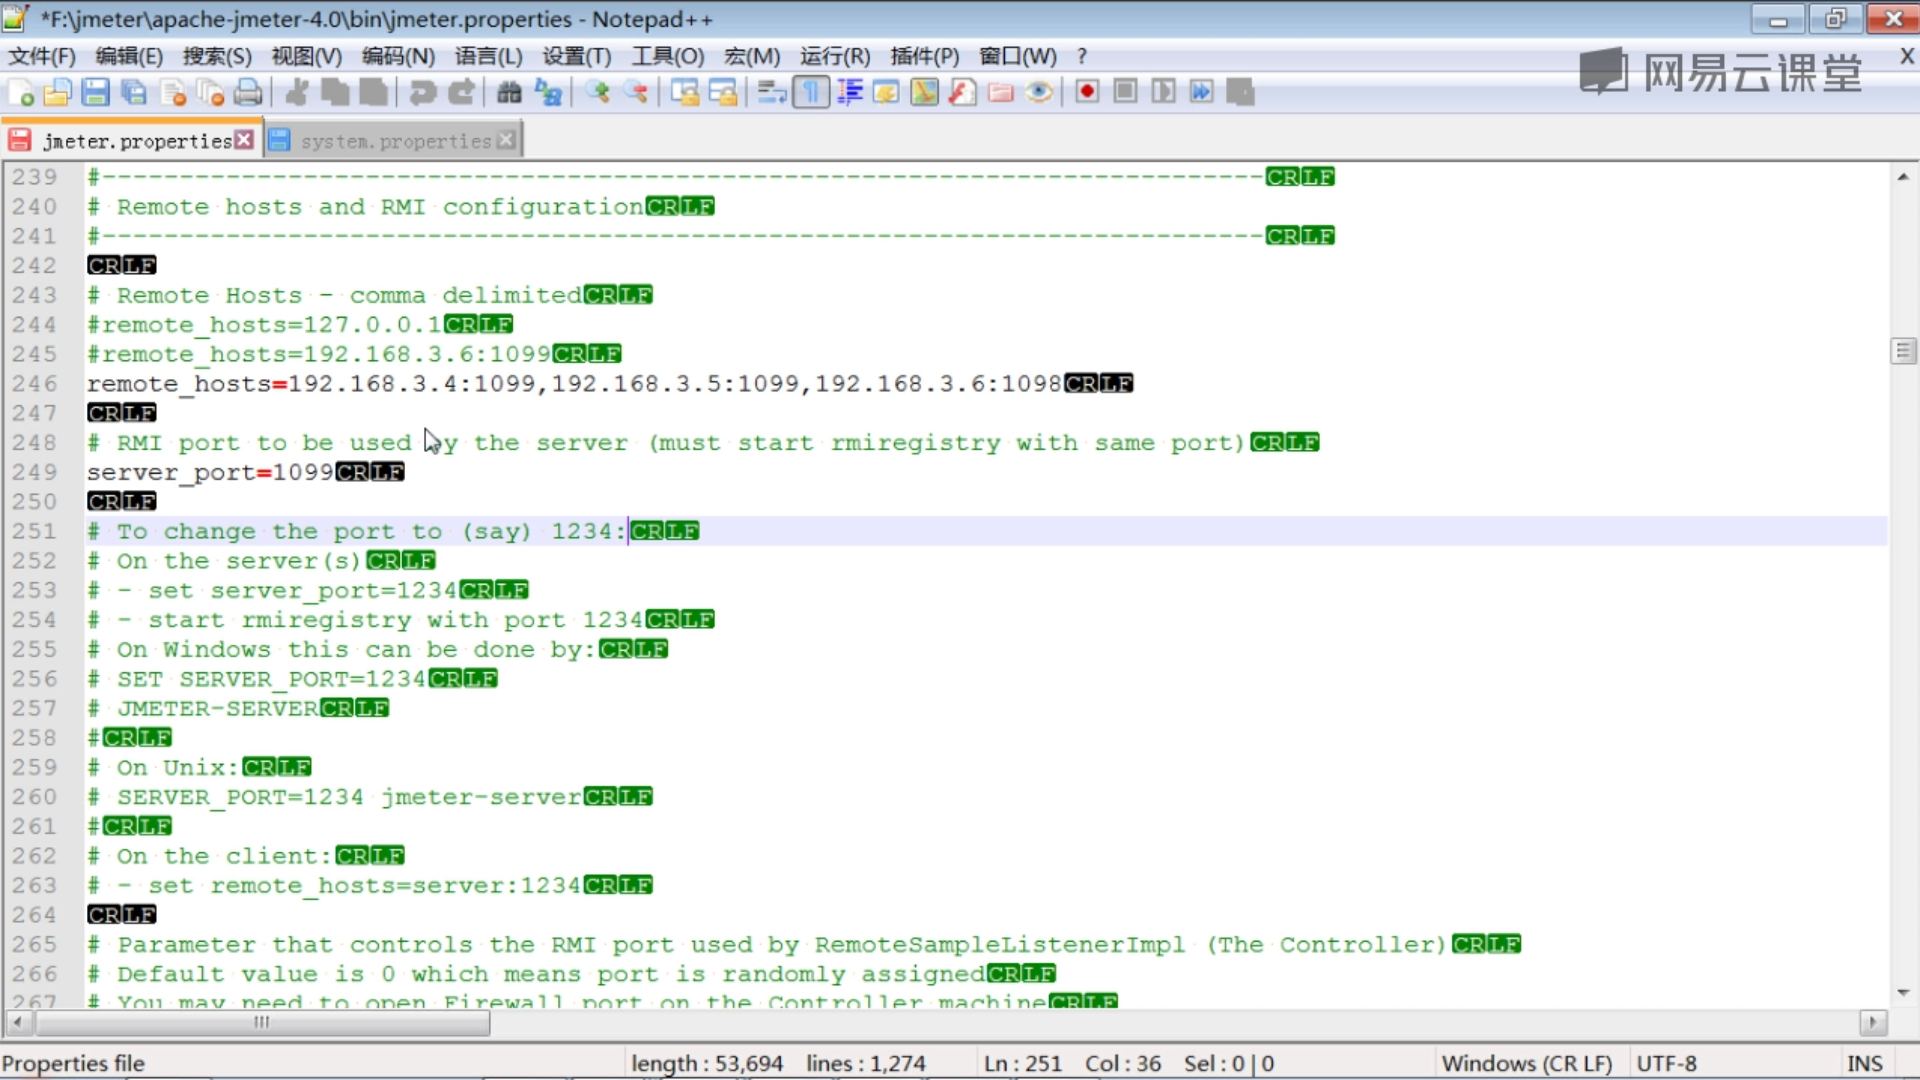 *F:\jmeter\apache-jmeter-4.0\bin\jmeter.properties - Notepad++
文件(F) 编辑(E) 搜索(S) 视图(V) 编码(N) 语言(L) 设置(T) 工具(O) 宏(M) 运行(R) 插件(P) 窗口(W) ? X
网易云课堂
jmeter.properties system.properties
239 #---------------------------------------------------------------------------CRLF
240 # Remote hosts and RMI configurationCRLF
241 #---------------------------------------------------------------------------CRLF
242 CRLF
243 # Remote Hosts - comma delimitedCRLF
244 #remote_hosts=127.0.0.1CRLF
245 #remote_hosts=192.168.3.6:1099CRLF
246 remote_hosts=192.168.3.4:1099,192.168.3.5:1099,192.168.3.6:1098CRLF
247 CRLF
248 # RMI port to be used by the server (must start rmiregistry with same port)CRLF
249 server_port=1099CRLF
250 CRLF
251 # To change the port to (say) 1234:CRLF
252 # On the server(s)CRLF
253 # - set server_port=1234CRLF
254 # - start rmiregistry with port 1234CRLF
255 # On Windows this can be done by:CRLF
256 # SET SERVER_PORT=1234CRLF
257 # JMETER-SERVERCRLF
258 #CRLF
259 # On Unix:CRLF
260 # SERVER_PORT=1234 jmeter-serverCRLF
261 #CRLF
262 # On the client:CRLF
263 # - set remote_hosts=server:1234CRLF
264 CRLF
265 # Parameter that controls the RMI port used by RemoteSampleListenerImpl (The Controller)CRLF
266 # Default value is 0 which means port is randomly assignedCRLF
267 # You may need to open Firewall port on the Controller machineCRLF
Properties file length : 53,694 lines : 1,274 Ln : 251 Col : 36 Sel : 0 | 0 Windows (CR LF) UTF-8 INS